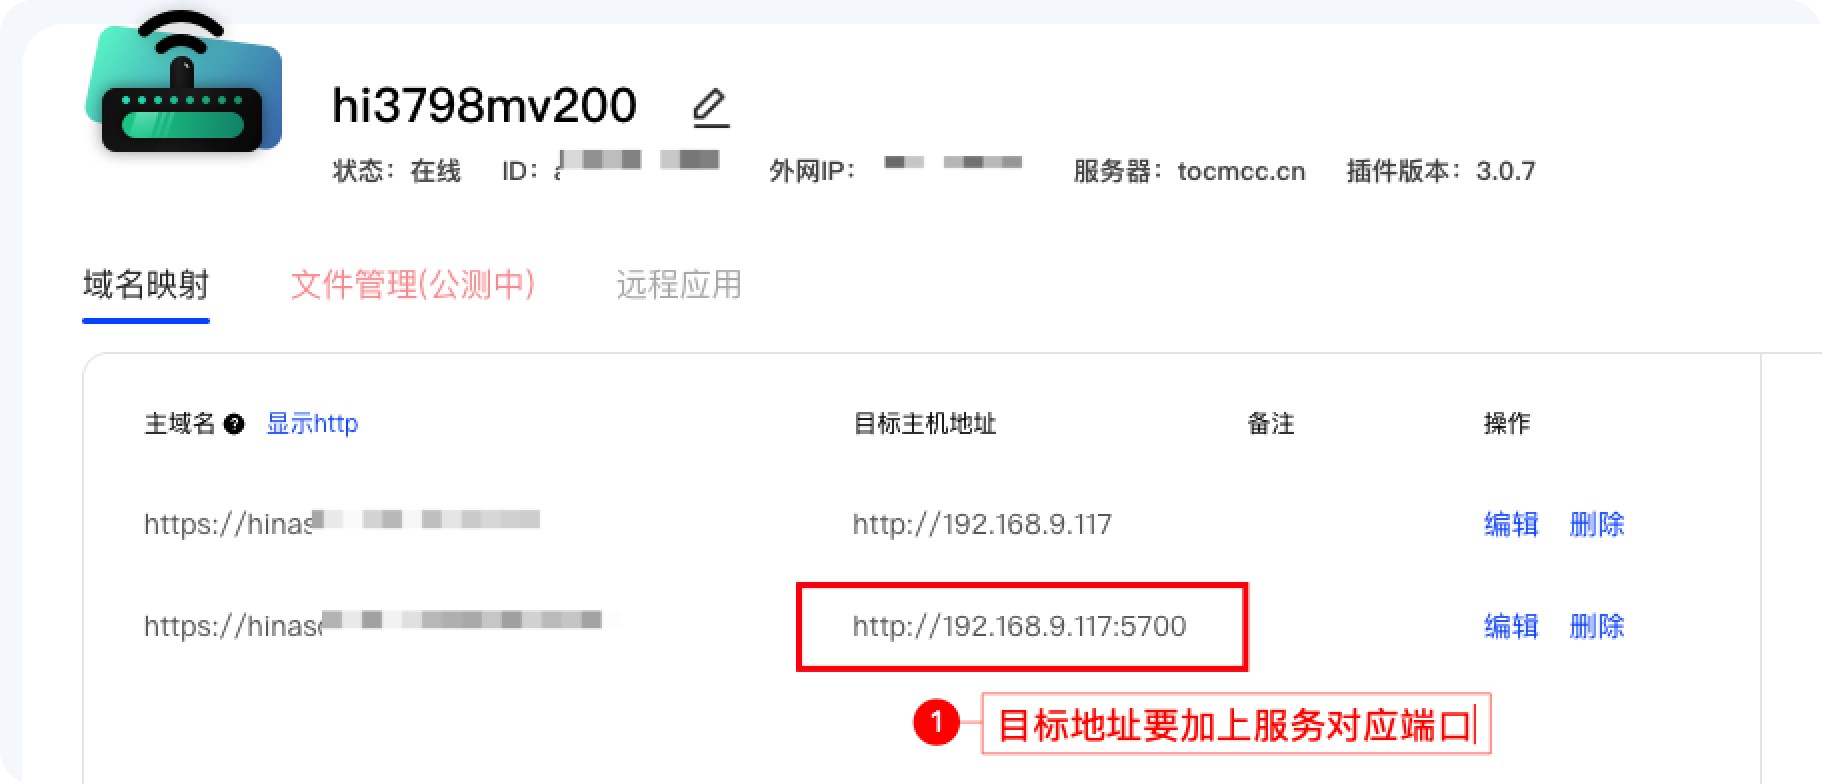 hi3798mv200
状态：在线 ID： 外网IP： 服务器：tocmcc.cn 插件版本：3.0.7
域名映射 文件管理(公测中) 远程应用
主域名 ? 显示http 目标主机地址 备注 操作
https://hinas http://192.168.9.117 编辑 删除
https://hinas http://192.168.9.117:5700 编辑 删除
1 目标地址要加上服务对应端口